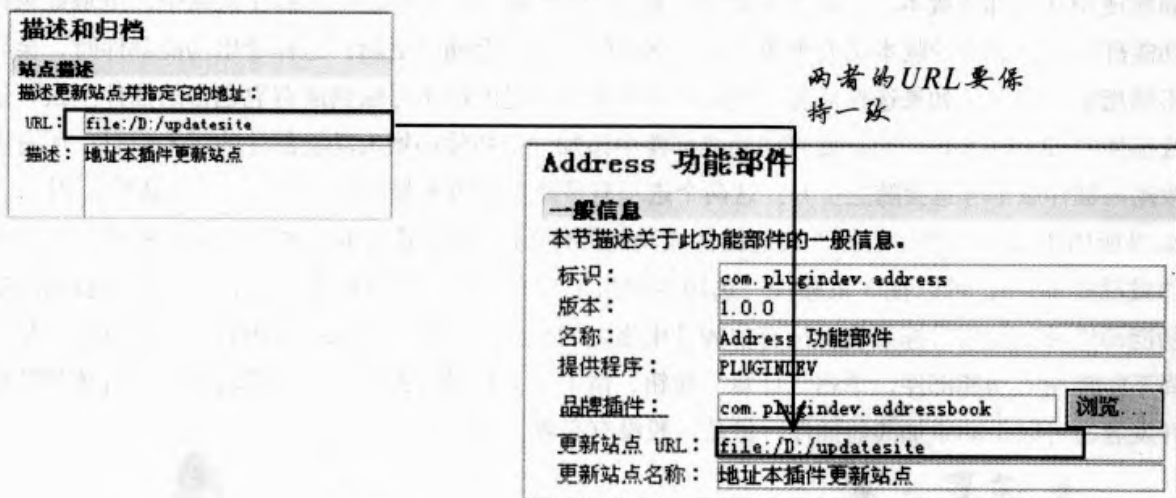 描述和归档
站点描述
描述更新站点并指定它的地址
URL: file:/D:/updatesite
描述: 地址本插件更新站点
两者的URL要保
持一致
Address 功能部件
一般信息
本节描述关于此功能部件的一般信息。
标识: com.plugindev.address
版本: 1.0.0
名称: Address 功能部件
提供程序: PLUGINDEV
品牌插件: com.plugindev.addressbook 浏览...
更新站点 URL: file:/D:/updatesite
更新站点名称: 地址本插件更新站点